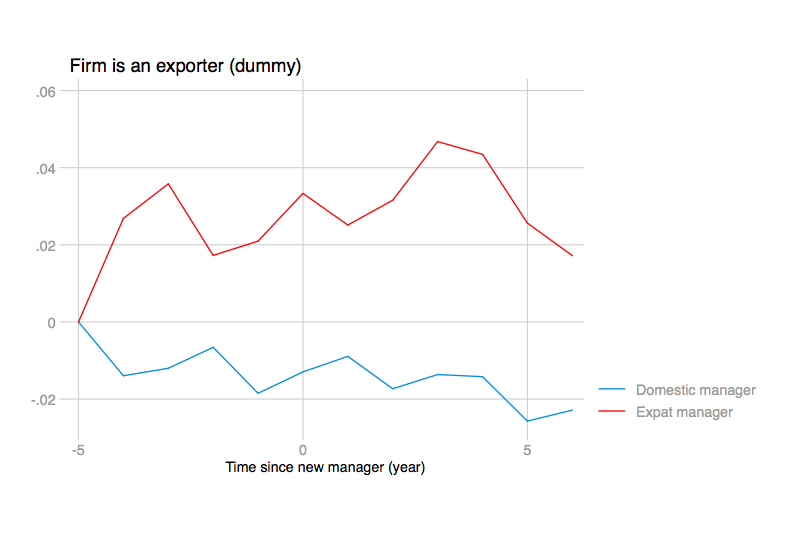 Firm is an exporter (dummy)
.06
.04
.02
0
-.02
-5
0
5
Time since new manager (year)
Domestic manager
Expat manager